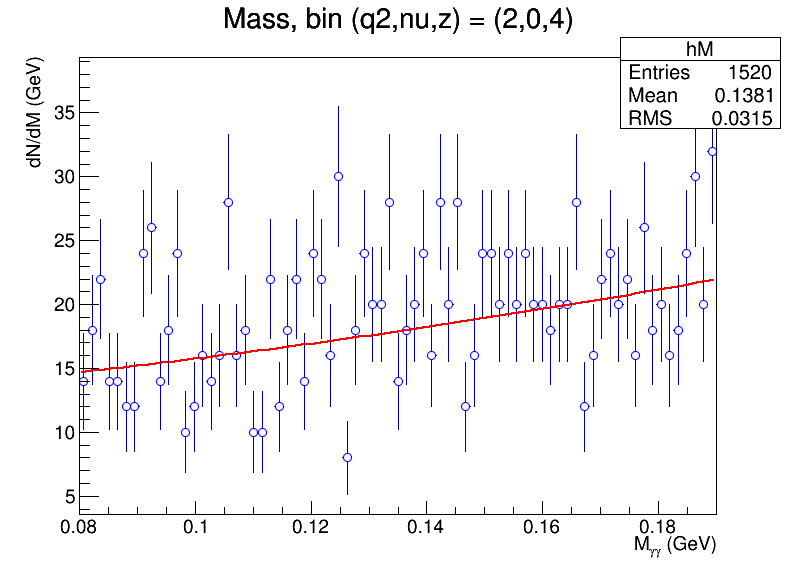 Mass, bin (q2,nu,z) = (2,0,4)
hM
Entries 1520
Mean 0.1381
RMS 0.0315
dN/dM (GeV)
35
30
25
20
15
10
5
0.08 0.1 0.12 0.14 0.16 0.18
Mγγ (GeV)